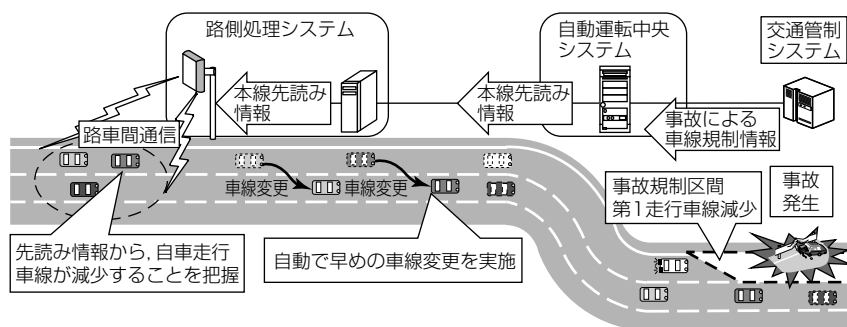 路側処理システム
自動運転中央
システム
交通管制
システム
本線先読み
情報
本線先読み
情報
事故による
車線規制情報
路車間通信
車線変更
車線変更
事故規制区間
第1走行車線減少
事故
発生
先読み情報から，自車走行
車線が減少することを把握
自動で早めの車線変更を実施